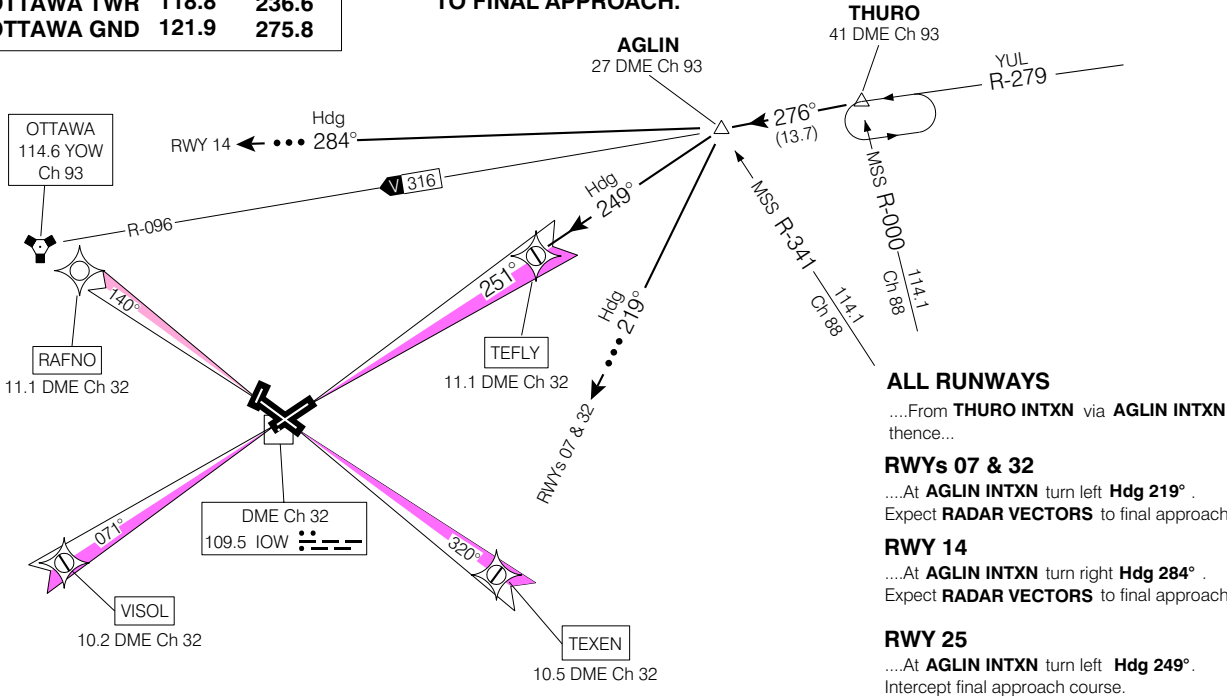 OTTAWA TWR 118.8 236.6
OTTAWA GND 121.9 275.8
TO FINAL APPROACH.
THURO
41 DME Ch 93
AGLIN
27 DME Ch 93
YUL
R-279
276°
(13.7)
OTTAWA
114.6 YOW
Ch 93
RWY 14
Hdg
284°
V 316
R-096
Hdg
249°
MSS R-341
114.1
Ch 88
MSS R-000
114.1
Ch 88
251°
140°
Hdg
219°
RWYs 07 & 32
RAFNO
11.1 DME Ch 32
TEFLY
11.1 DME Ch 32
DME Ch 32
109.5 IOW
071°
320°
VISOL
10.2 DME Ch 32
TEXEN
10.5 DME Ch 32
ALL RUNWAYS
....From THURO INTXN via AGLIN INTXN
thence...
RWYs 07 & 32
....At AGLIN INTXN turn left Hdg 219° .
Expect RADAR VECTORS to final approach
RWY 14
....At AGLIN INTXN turn right Hdg 284° .
Expect RADAR VECTORS to final approach
RWY 25
....At AGLIN INTXN turn left Hdg 249°.
Intercept final approach course.